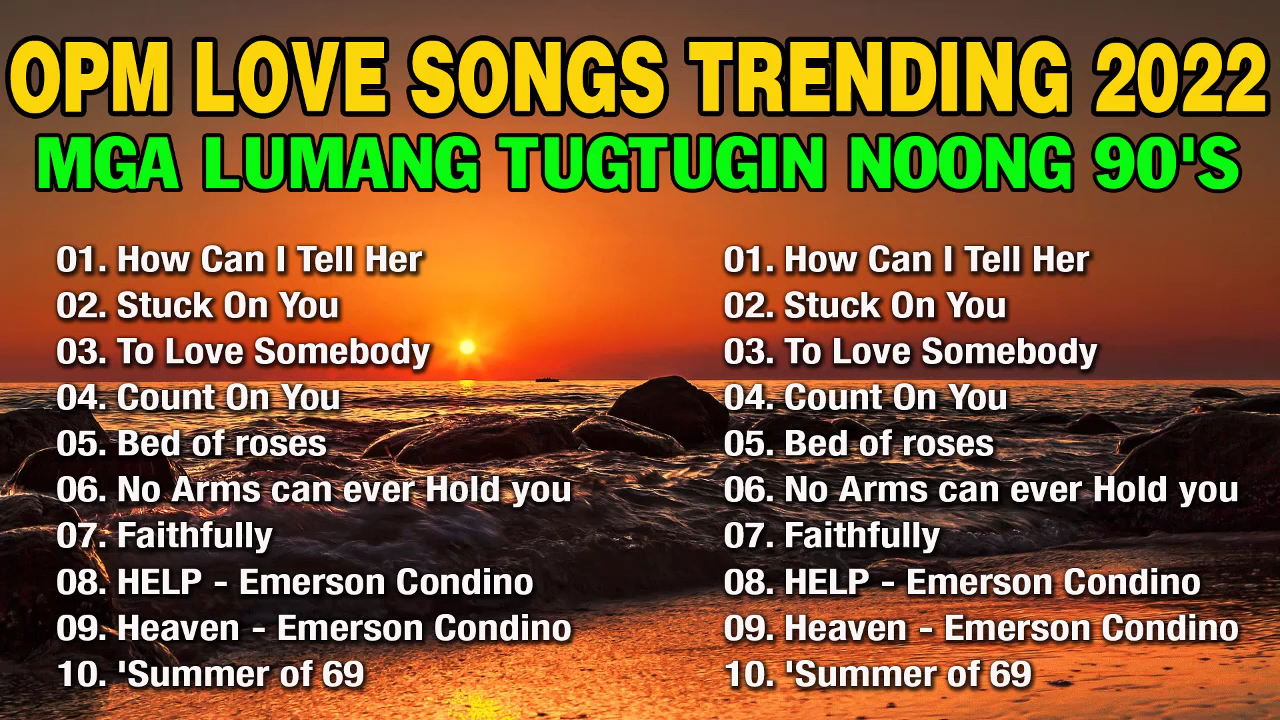 OPM LOVE SONGS TRENDING 2022
MGA LUMANG TUGTUGIN NOONG 90'S
01. How Can I Tell Her
02. Stuck On You
03. To Love Somebody
04. Count On You
05. Bed of roses
06. No Arms can ever Hold you
07. Faithfully
08. HELP - Emerson Condino
09. Heaven - Emerson Condino
10. 'Summer of 69
01. How Can I Tell Her
02. Stuck On You
03. To Love Somebody
04. Count On You
05. Bed of roses
06. No Arms can ever Hold you
07. Faithfully
08. HELP - Emerson Condino
09. Heaven - Emerson Condino
10. 'Summer of 69